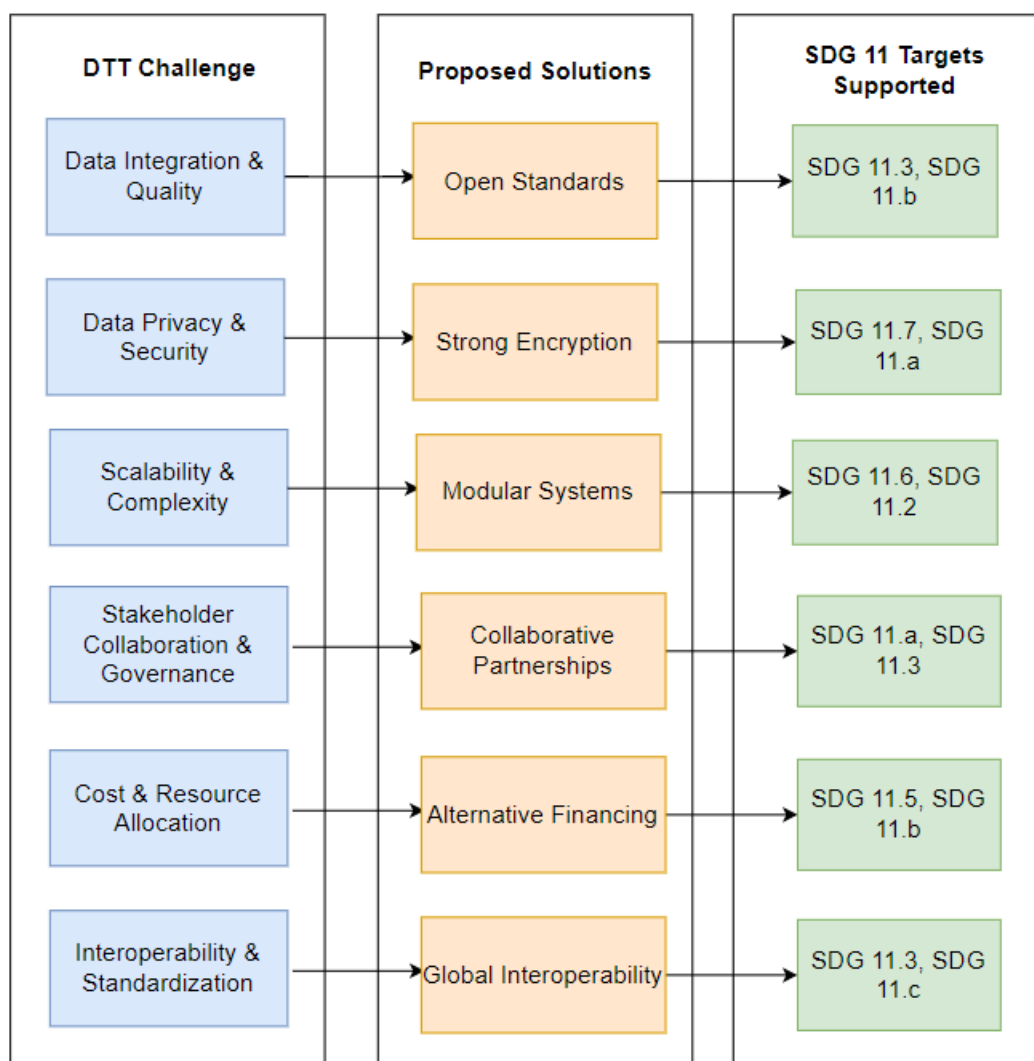 DTT Challenge
Proposed Solutions
SDG 11 Targets
Supported
Data Integration &
Quality
Open Standards
SDG 11.3, SDG
11.b
Data Privacy &
Security
Strong Encryption
SDG 11.7, SDG
11.a
Scalability &
Complexity
Modular Systems
SDG 11.6, SDG
11.2
Stakeholder
Collaboration &
Governance
Collaborative
Partnerships
SDG 11.a, SDG
11.3
Cost & Resource
Allocation
Alternative Financing
SDG 11.5, SDG
11.b
Interoperability &
Standardization
Global Interoperability
SDG 11.3, SDG
11.c